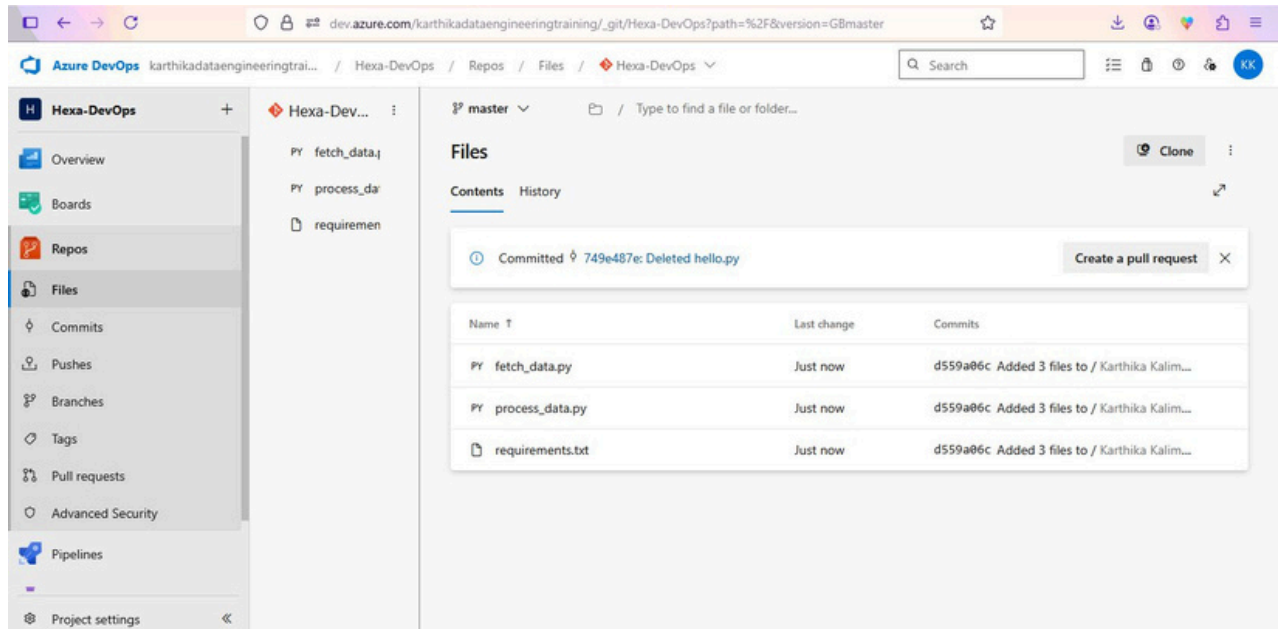 dev.azure.com/karthikadataengineeringtraining/_git/Hexa-DevOps?path=%2F&version=GBmaster
Azure DevOps karthikadataengineeringtrai... / Hexa-DevOps / Repos / Files / Hexa-DevOps
Search
KK
H Hexa-DevOps +
Overview
Boards
Repos
Files
Commits
Pushes
Branches
Tags
Pull requests
Advanced Security
Pipelines
Project settings
Hexa-Dev...
PY fetch_data.p
PY process_da
requiremen
master
/ Type to find a file or folder...
Files
Clone
Contents History
Committed 749e487e: Deleted hello.py
Create a pull request
Name ↑ Last change Commits
PY fetch_data.py Just now d559a06c Added 3 files to / Karthika Kalim...
PY process_data.py Just now d559a06c Added 3 files to / Karthika Kalim...
requirements.txt Just now d559a06c Added 3 files to / Karthika Kalim...